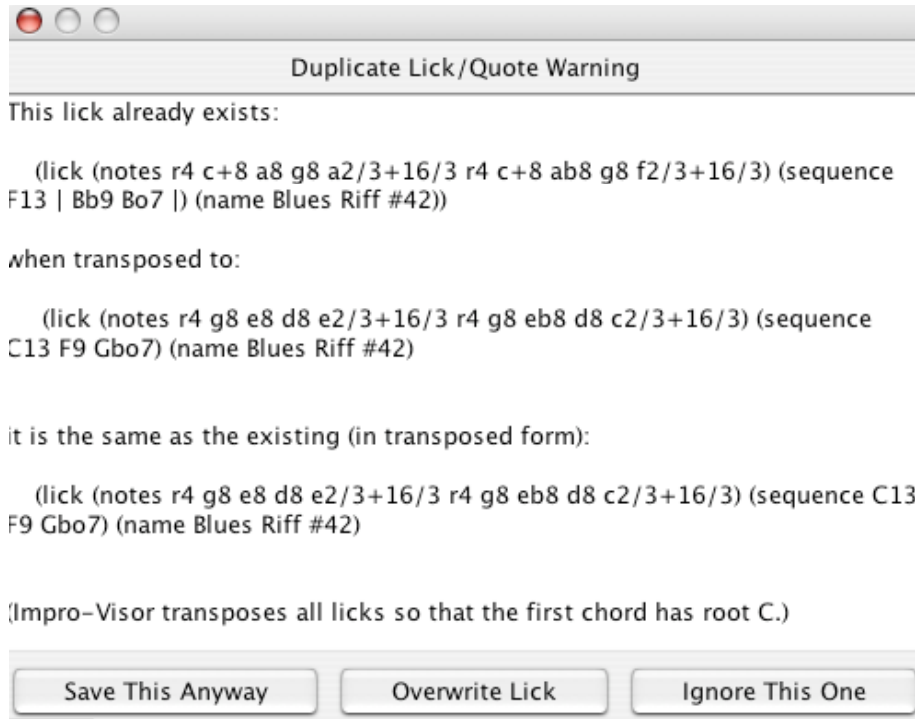 Duplicate Lick/Quote Warning
This lick already exists:
(lick (notes r4 c+8 a8 g8 a2/3+16/3 r4 c+8 ab8 g8 f2/3+16/3) (sequence
F13 | Bb9 Bo7 |) (name Blues Riff #42))
when transposed to:
(lick (notes r4 g8 e8 d8 e2/3+16/3 r4 g8 eb8 d8 c2/3+16/3) (sequence
C13 F9 Gbo7) (name Blues Riff #42)
it is the same as the existing (in transposed form):
(lick (notes r4 g8 e8 d8 e2/3+16/3 r4 g8 eb8 d8 c2/3+16/3) (sequence C13
F9 Gbo7) (name Blues Riff #42)
(Impro-Visor transposes all licks so that the first chord has root C.)
Save This Anyway
Overwrite Lick
Ignore This One